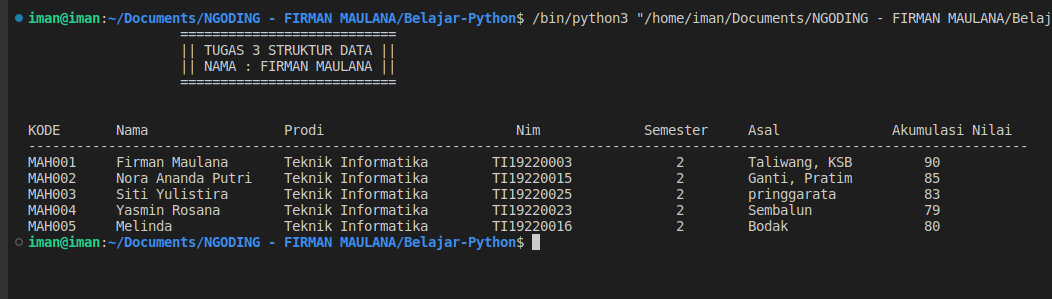 iman@iman:~/Documents/NGODING - FIRMAN MAULANA/Belajar-Python$ /bin/python3 "/home/iman/Documents/NGODING - FIRMAN MAULANA/Belaj
===========================
|| TUGAS 3 STRUKTUR DATA ||
|| NAMA : FIRMAN MAULANA ||
===========================
KODE Nama Prodi Nim Semester Asal Akumulasi Nilai
-----------------------------------------------------------------------------------------------------------------------------
MAH001 Firman Maulana Teknik Informatika TI19220003 2 Taliwang, KSB 90
MAH002 Nora Ananda Putri Teknik Informatika TI19220015 2 Ganti, Pratim 85
MAH003 Siti Yulistira Teknik Informatika TI19220025 2 pringgarata 83
MAH004 Yasmin Rosana Teknik Informatika TI19220023 2 Sembalun 79
MAH005 Melinda Teknik Informatika TI19220016 2 Bodak 80
iman@iman:~/Documents/NGODING - FIRMAN MAULANA/Belajar-Python$